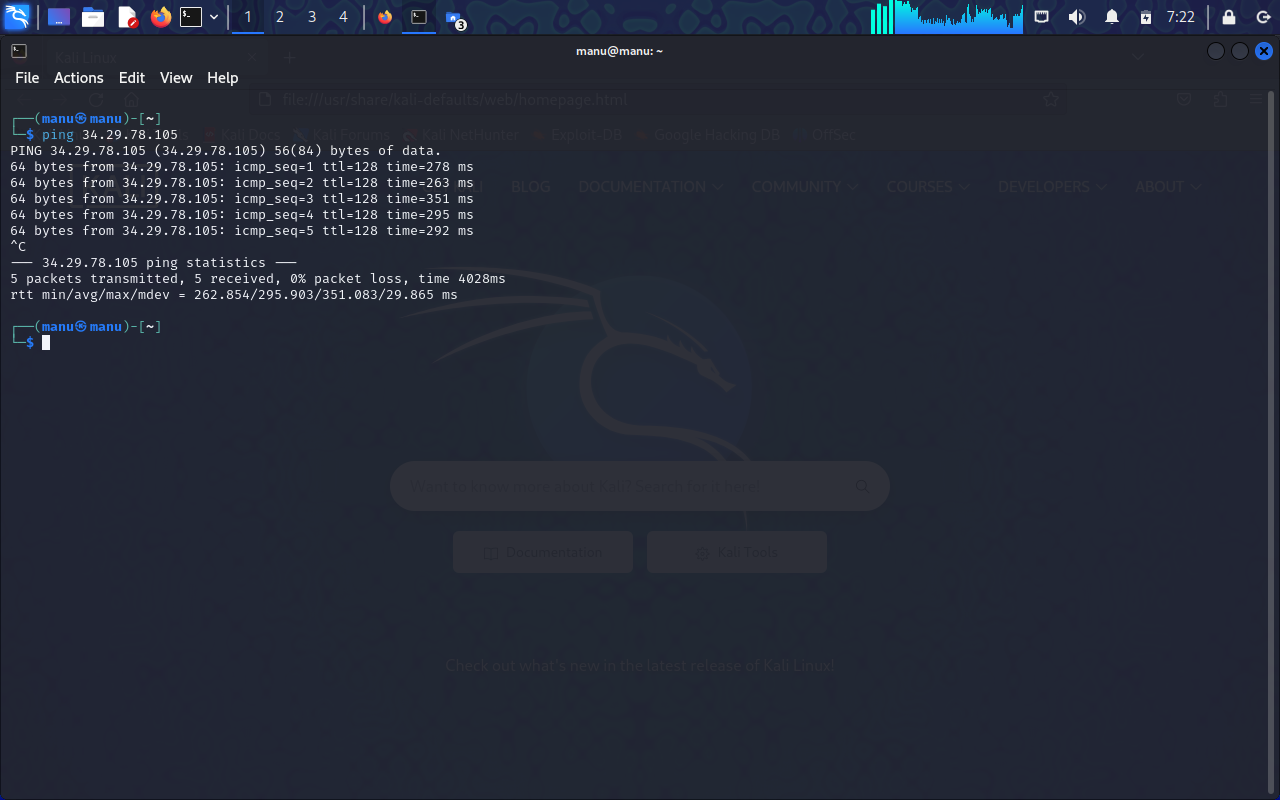 1 2 3 4 3 7:22
manu@manu: ~
Kali Linux
File Actions Edit View Help
file:///usr/share/kali-defaults/web/homepage.html
┌──(manu㉿manu)-[~]
└─$ ping 34.29.78.105
Kali Docs Kali Forums Kali NetHunter Exploit-DB Google Hacking DB OffSec
PING 34.29.78.105 (34.29.78.105) 56(84) bytes of data.
64 bytes from 34.29.78.105: icmp_seq=1 ttl=128 time=278 ms
64 bytes from 34.29.78.105: icmp_seq=2 ttl=128 time=263 ms
BLOG DOCUMENTATION COMMUNITY COURSES DEVELOPERS ABOUT
64 bytes from 34.29.78.105: icmp_seq=3 ttl=128 time=351 ms
64 bytes from 34.29.78.105: icmp_seq=4 ttl=128 time=295 ms
64 bytes from 34.29.78.105: icmp_seq=5 ttl=128 time=292 ms
^C
--- 34.29.78.105 ping statistics ---
5 packets transmitted, 5 received, 0% packet loss, time 4028ms
rtt min/avg/max/mdev = 262.854/295.903/351.083/29.865 ms
┌──(manu㉿manu)-[~]
└─$
Want to know more about Kali? Search for it here!
Documentation Kali Tools
Check out what's new in the latest release of Kali Linux!